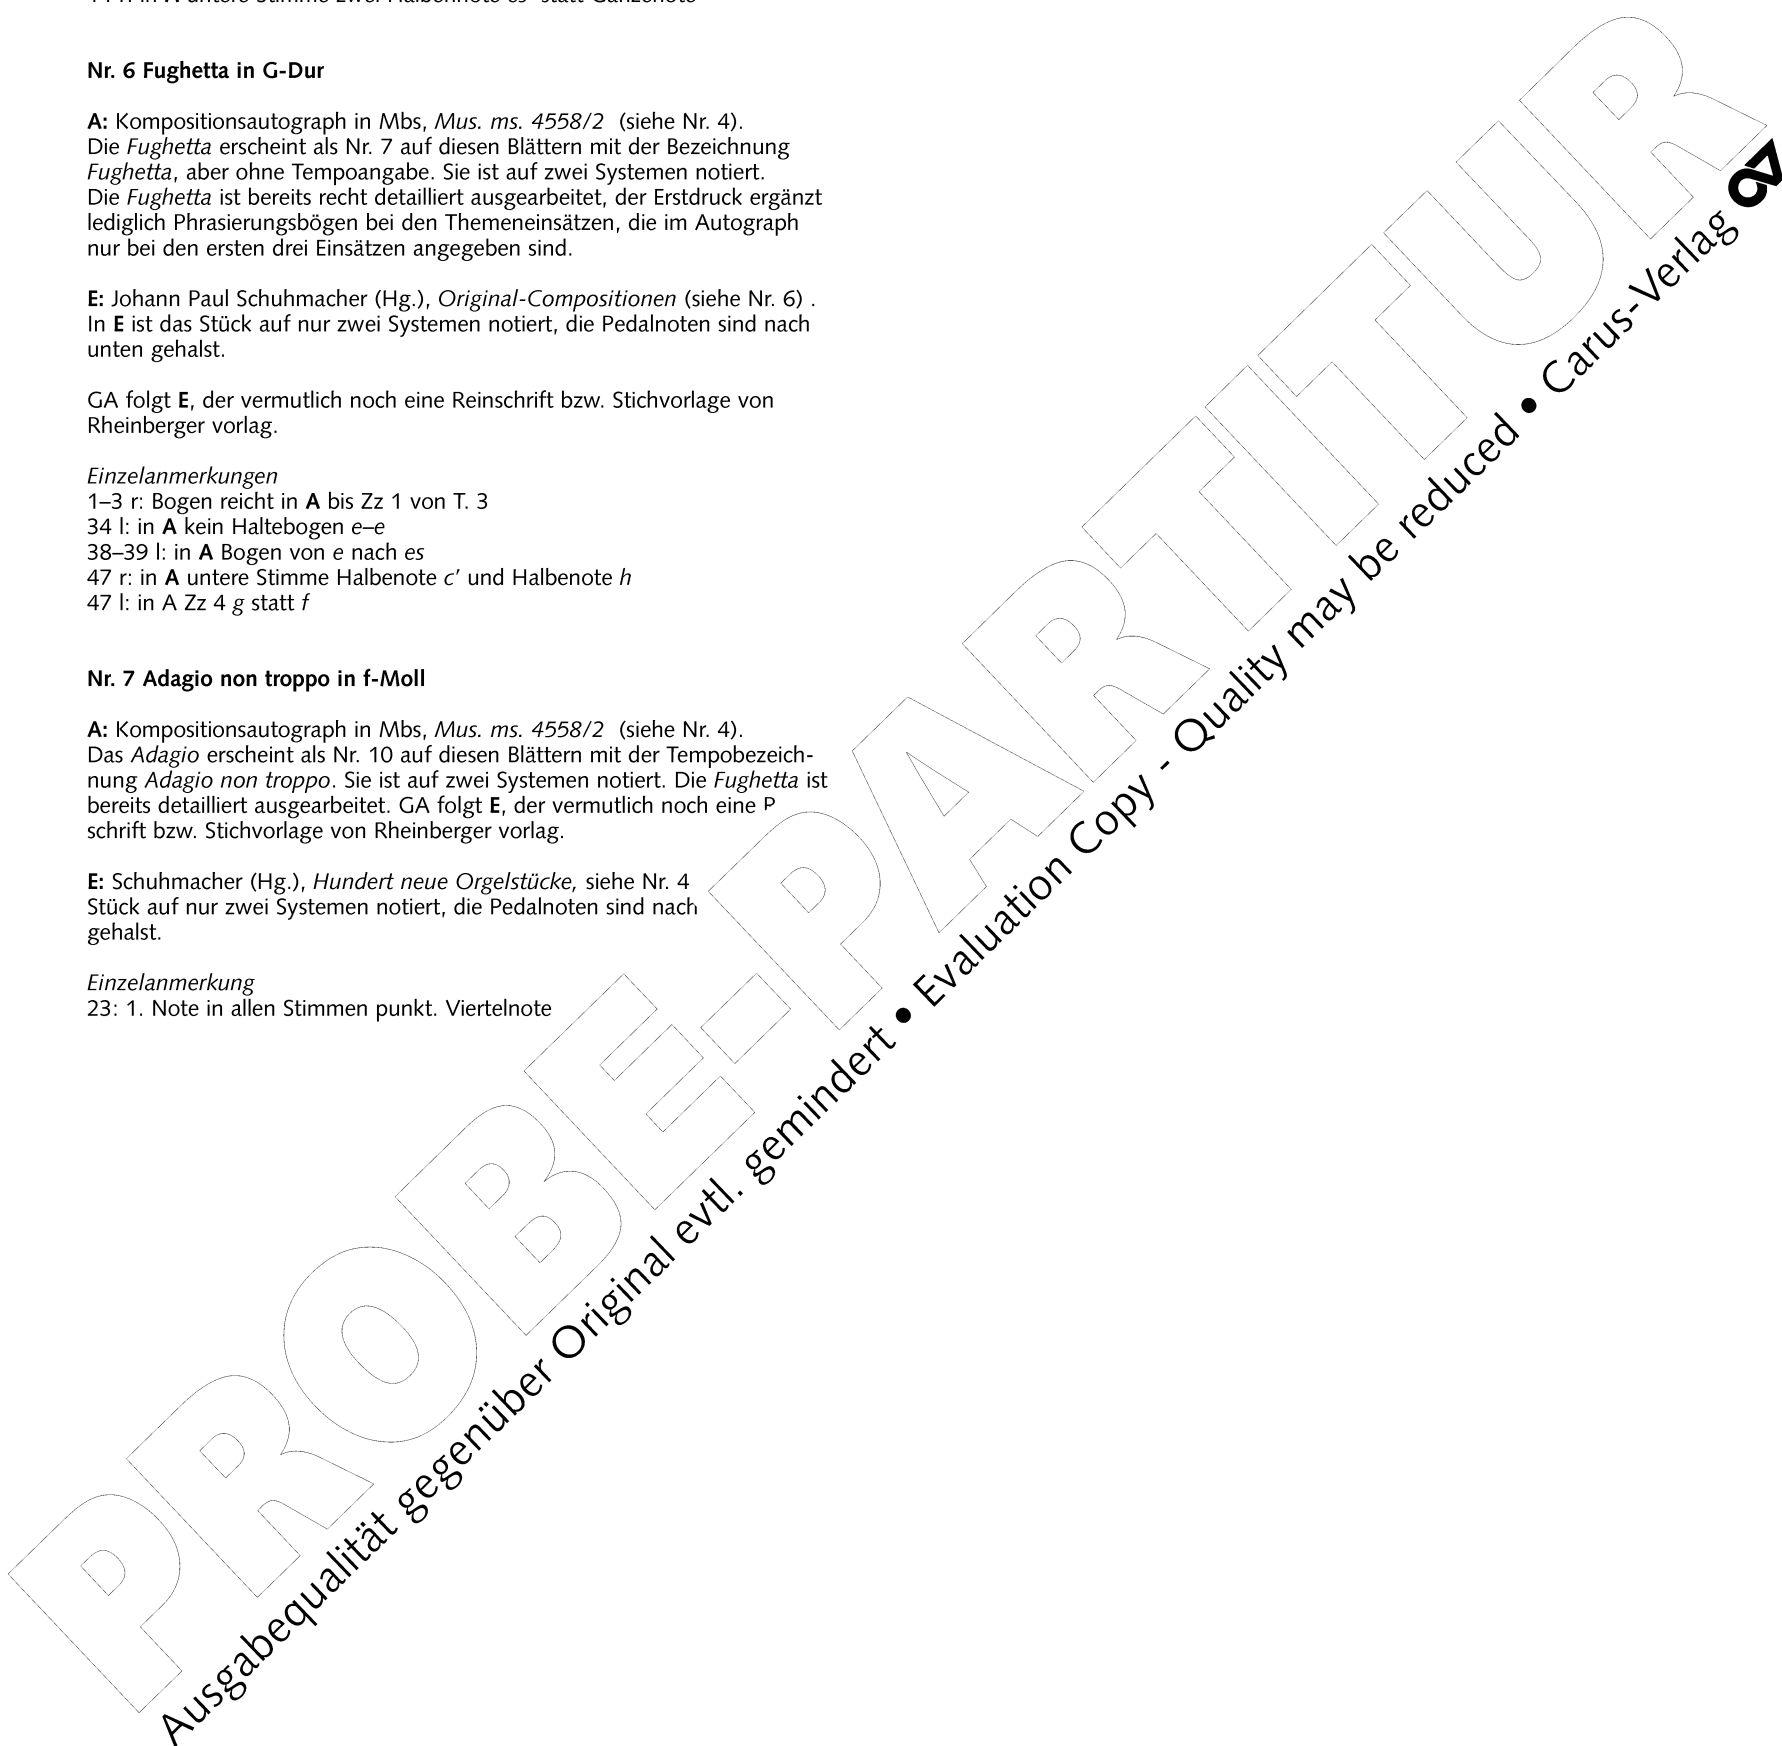 Nr. 6 Fughetta in G-Dur
A: Kompositionsautograph in Mbs, Mus. ms. 4558/2 (siehe Nr. 4).
Die Fughetta erscheint als Nr. 7 auf diesen Blättern mit der Bezeichnung
Fughetta, aber ohne Tempoangabe. Sie ist auf zwei Systemen notiert.
Die Fughetta ist bereits recht detailliert ausgearbeitet, der Erstdruck ergänzt
lediglich Phrasierungsbögen bei den Themeneinsätzen, die im Autograph
nur bei den ersten drei Einsätzen angegeben sind.
E: Johann Paul Schuhmacher (Hg.), Original-Compositionen (siehe Nr. 6) .
In E ist das Stück auf nur zwei Systemen notiert, die Pedalnoten sind nach
unten gehalst.
GA folgt E, der vermutlich noch eine Reinschrift bzw. Stichvorlage von
Rheinberger vorlag.
Einzelanmerkungen
1–3 r: Bogen reicht in A bis Zz 1 von T. 3
34 l: in A kein Haltebogen e–e
38–39 l: in A Bogen von e nach es
47 r: in A untere Stimme Halbenote c’ und Halbenote h
47 l: in A Zz 4 g statt f
Nr. 7 Adagio non troppo in f-Moll
A: Kompositionsautograph in Mbs, Mus. ms. 4558/2 (siehe Nr. 4).
Das Adagio erscheint als Nr. 10 auf diesen Blättern mit der Tempobezeich-
nung Adagio non troppo. Sie ist auf zwei Systemen notiert. Die Fughetta ist
bereits detailliert ausgearbeitet. GA folgt E, der vermutlich noch eine
schrift bzw. Stichvorlage von Rheinberger vorlag.
E: Schuhmacher (Hg.), Hundert neue Orgelstücke, siehe Nr. 4
Stück auf nur zwei Systemen notiert, die Pedalnoten sind nach
gehalst.
Einzelanmerkung
23: 1. Note in allen Stimmen punkt. Viertelnote
PROBE-PARTITUR
Ausgabequalität gegenüber Original evtl. gemindert • Evaluation Copy - Quality may be reduced • Carus-Verlag